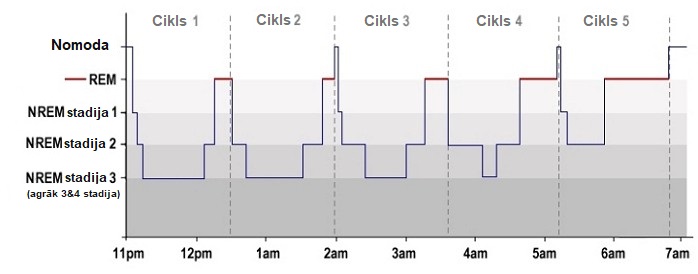 Cikls 1 Cikls 2 Cikls 3 Cikls 4 Cikls 5
Nomoda
REM
NREM stadija 1
NREM stadija 2
NREM stadija 3
(agrāk 3&4 stadija)
11pm 12pm 1am 2am 3am 4am 5am 6am 7am